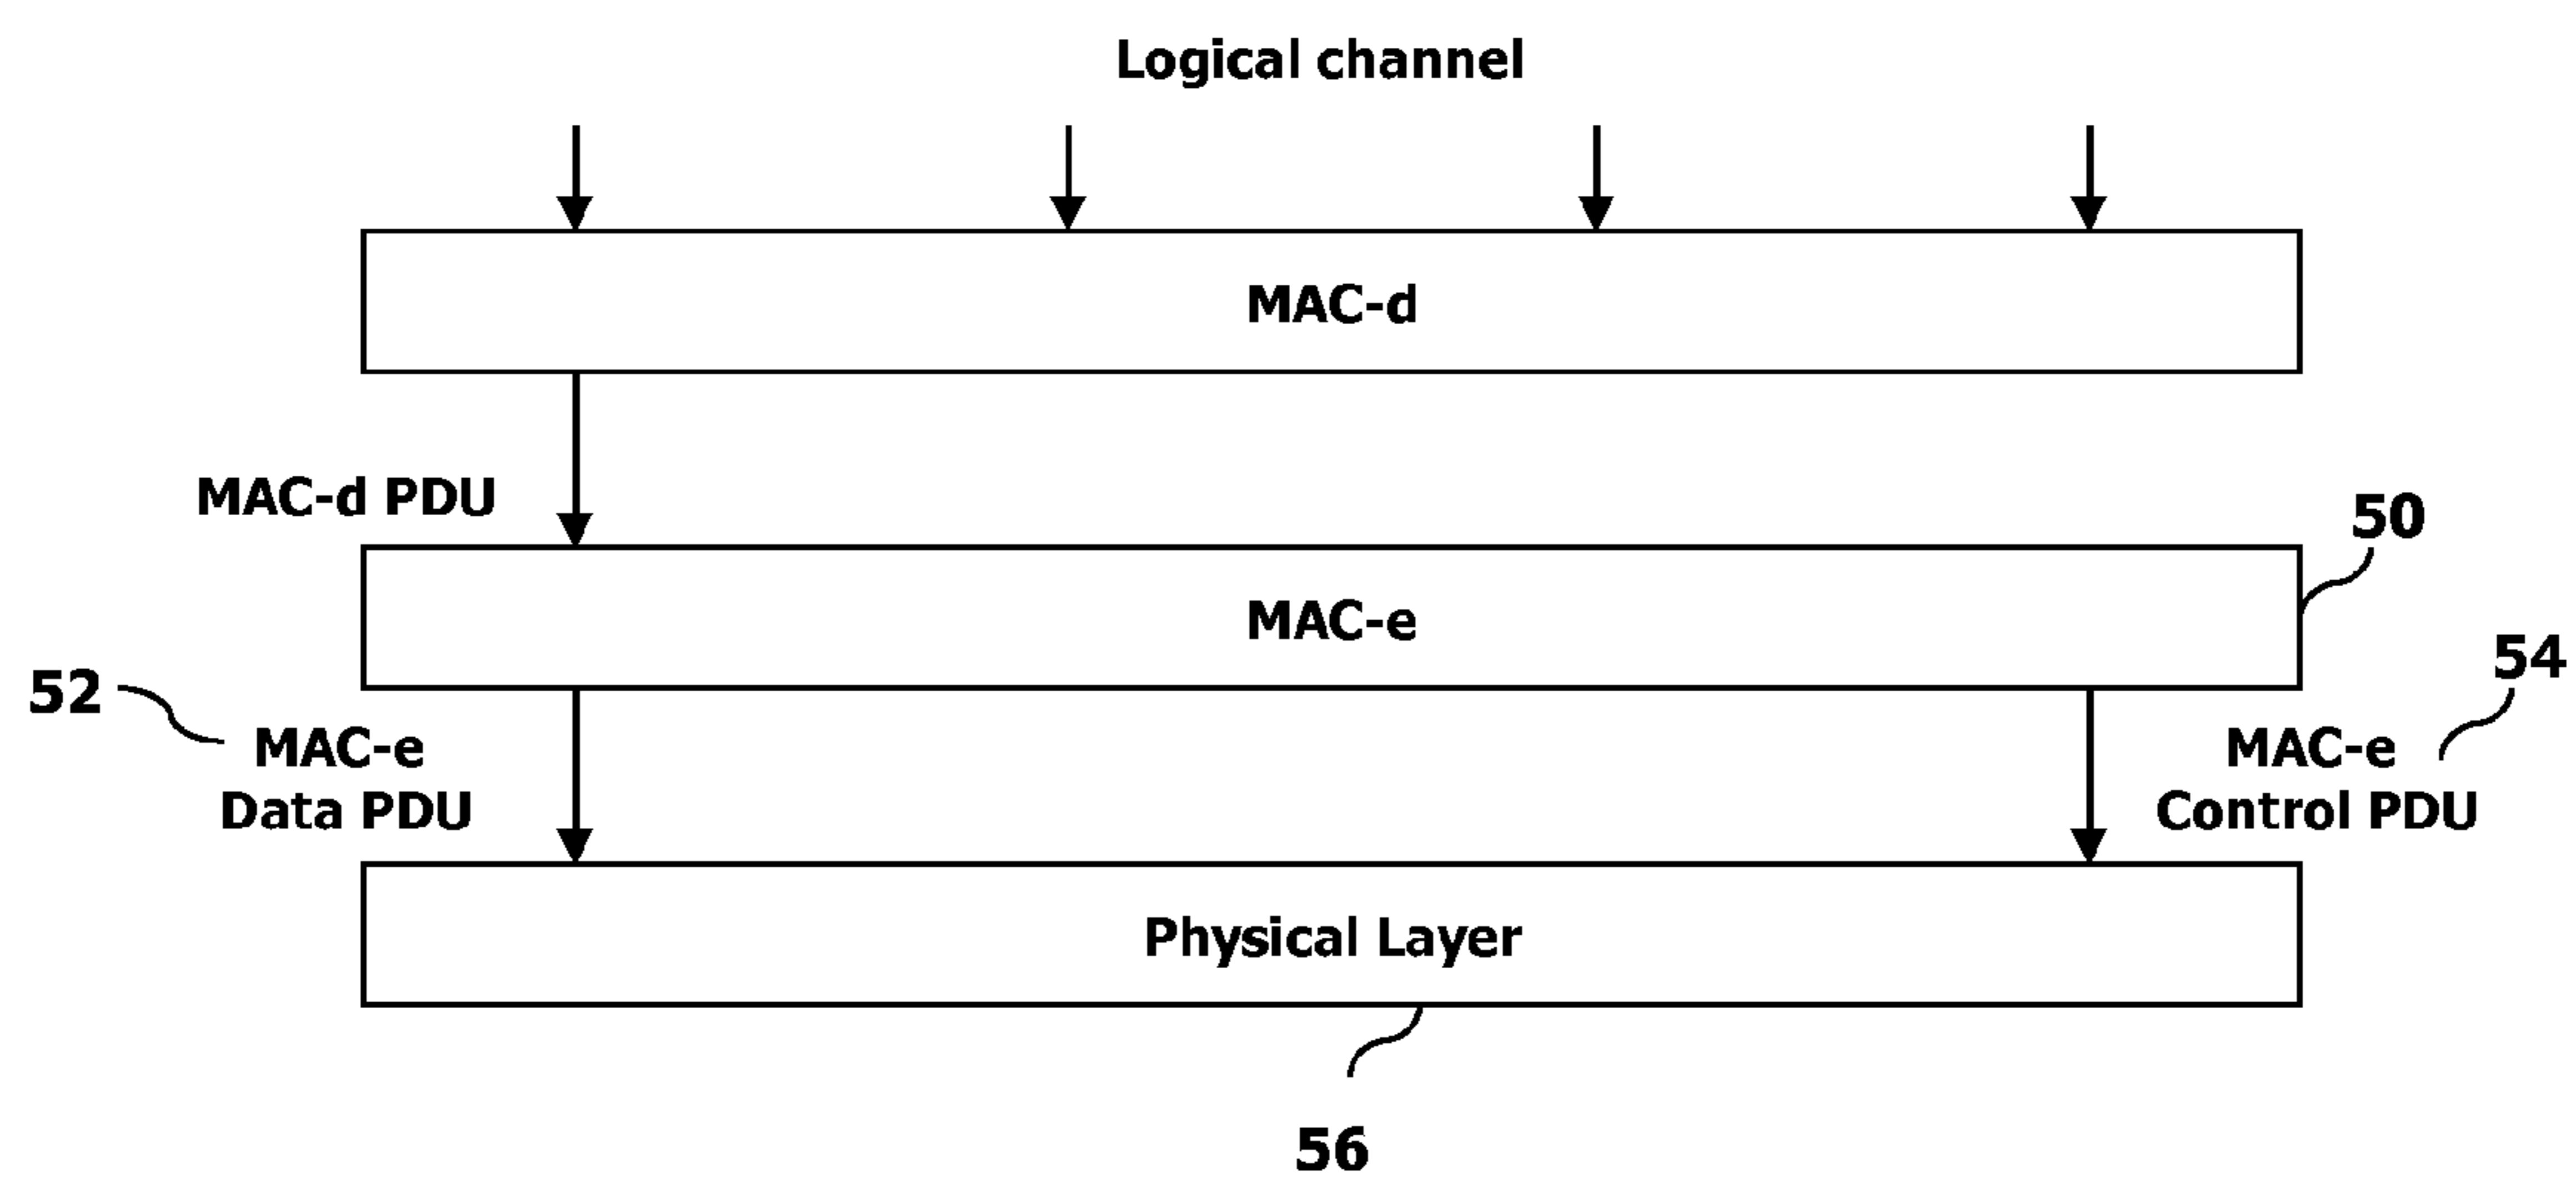 Logical channel
MAC-d
MAC-d PDU
50
MAC-e
54
52
MAC-e
Data PDU
MAC-e
Control PDU
Physical Layer
56